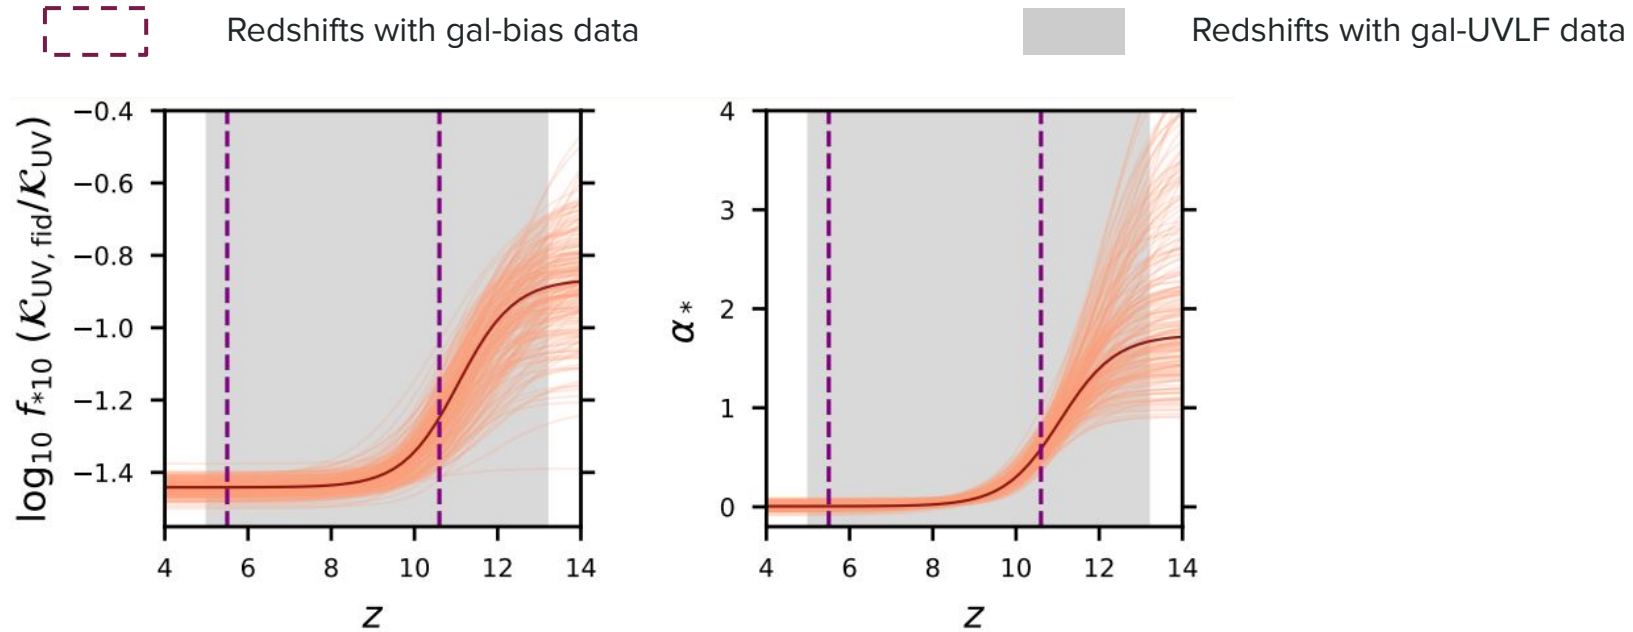 Redshifts with gal-bias data
Redshifts with gal-UVLF data
log₁₀ f∗₁₀ (𝒦UV, fid/𝒦UV)
−0.4
−0.6
−0.8
−1.0
−1.2
−1.4
4 6 8 10 12 14
z
α∗
4
3
2
1
0
4 6 8 10 12 14
z